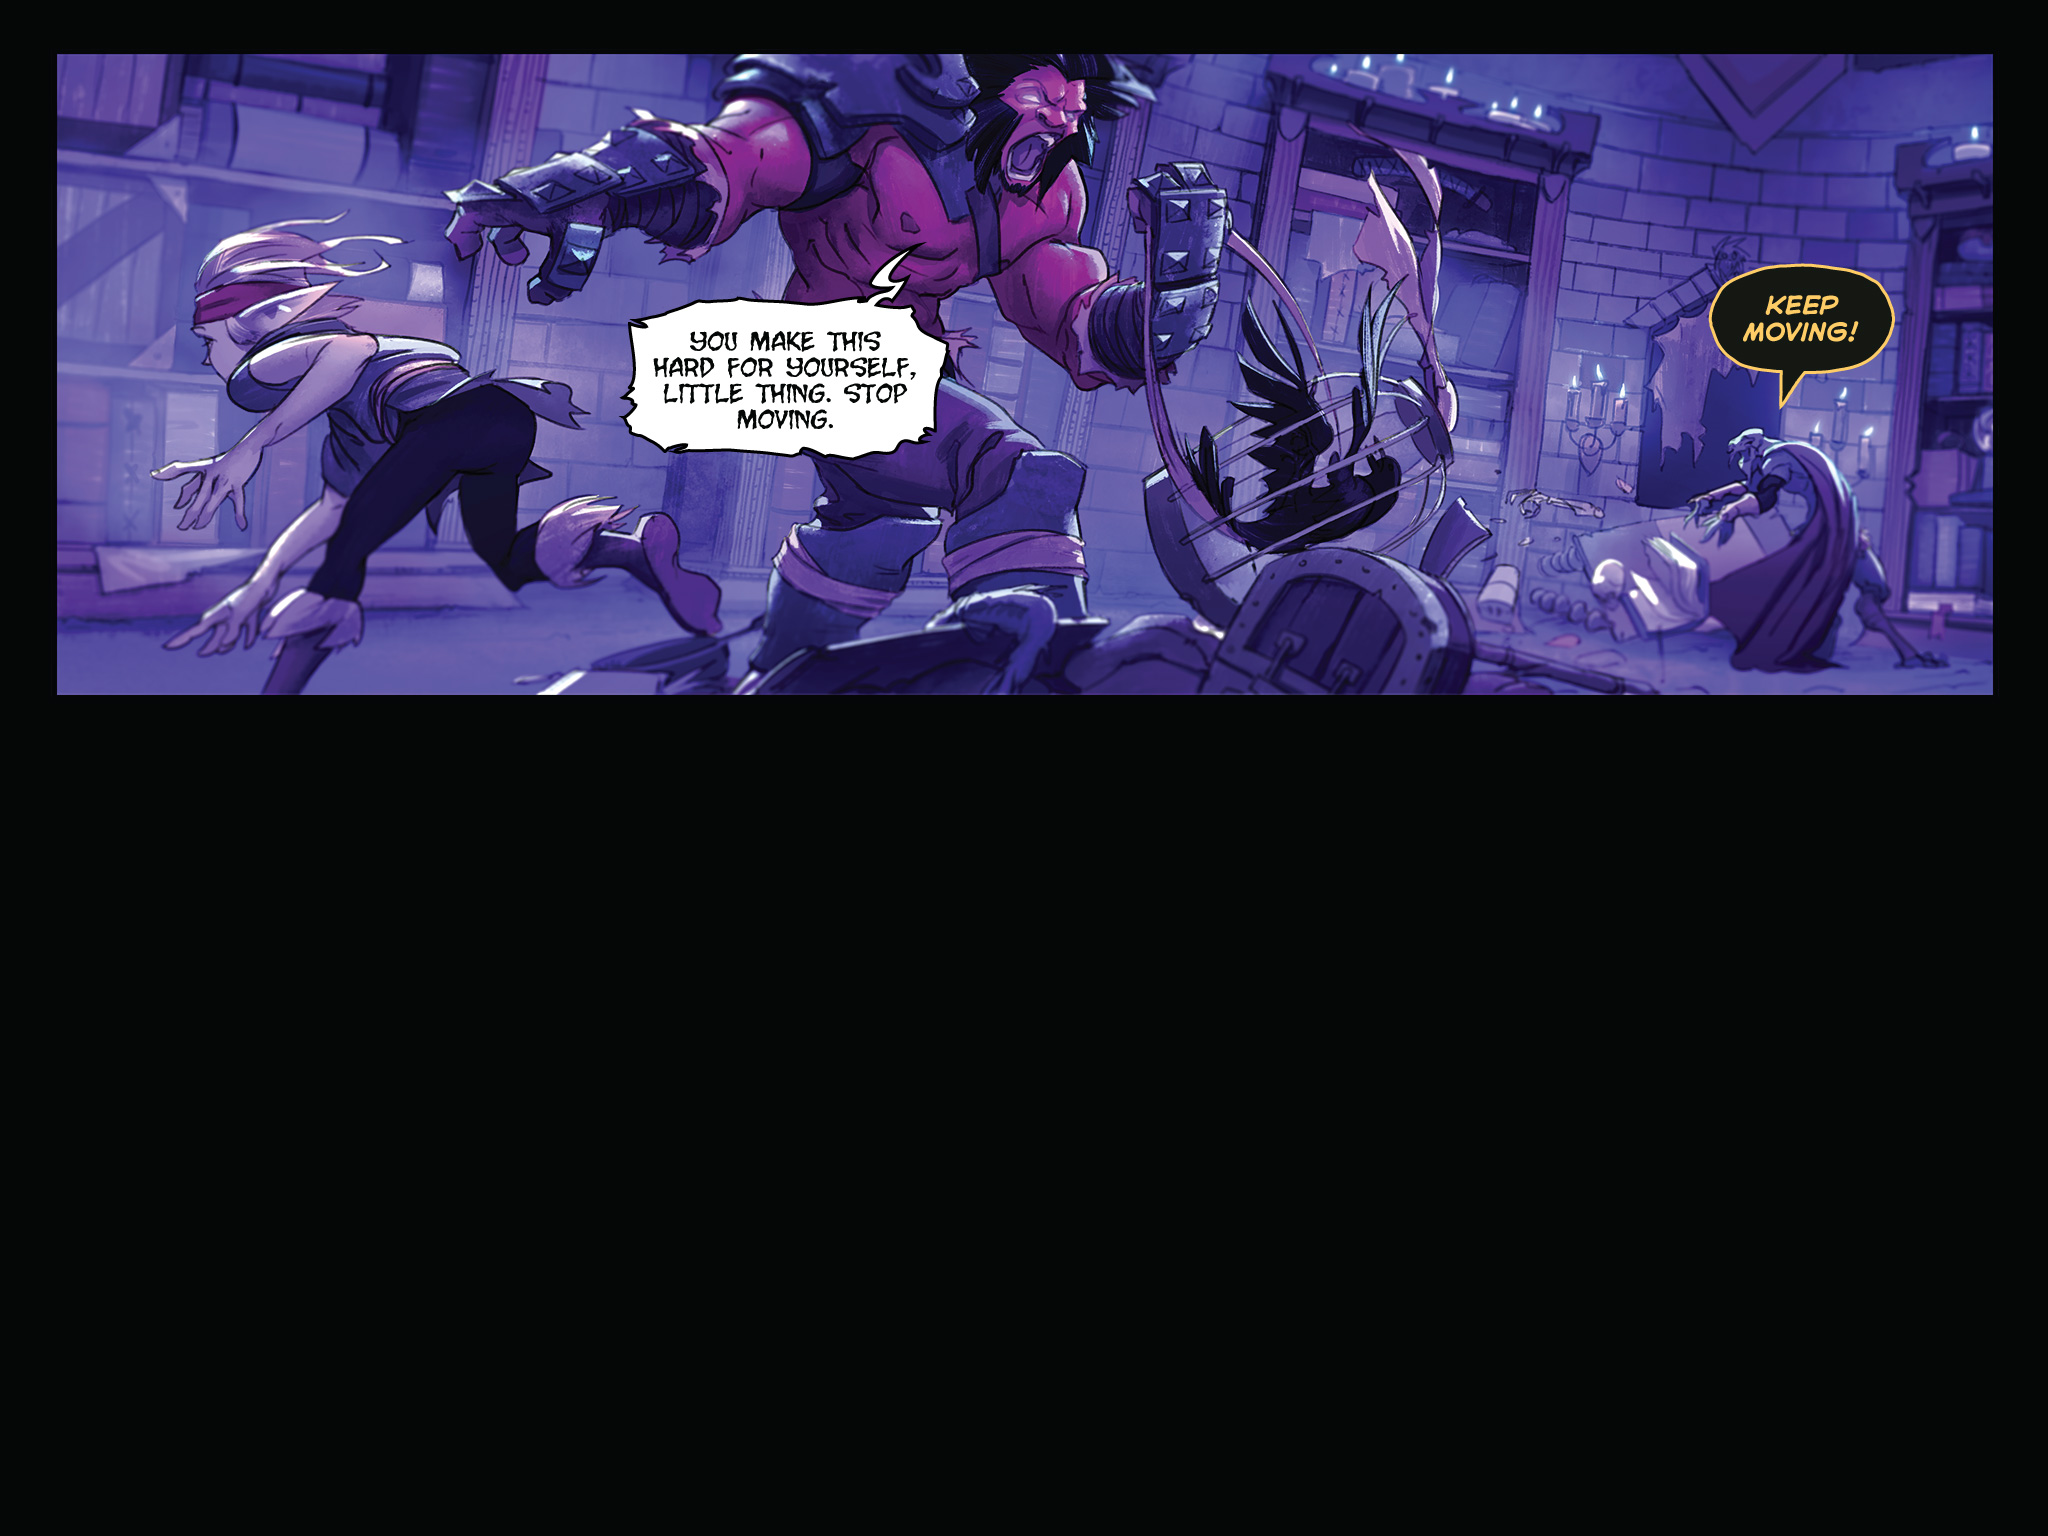 YOU MAKE THIS
HARD FOR YOURSELF,
LITTLE THING. STOP
MOVING.
KEEP
MOVING!